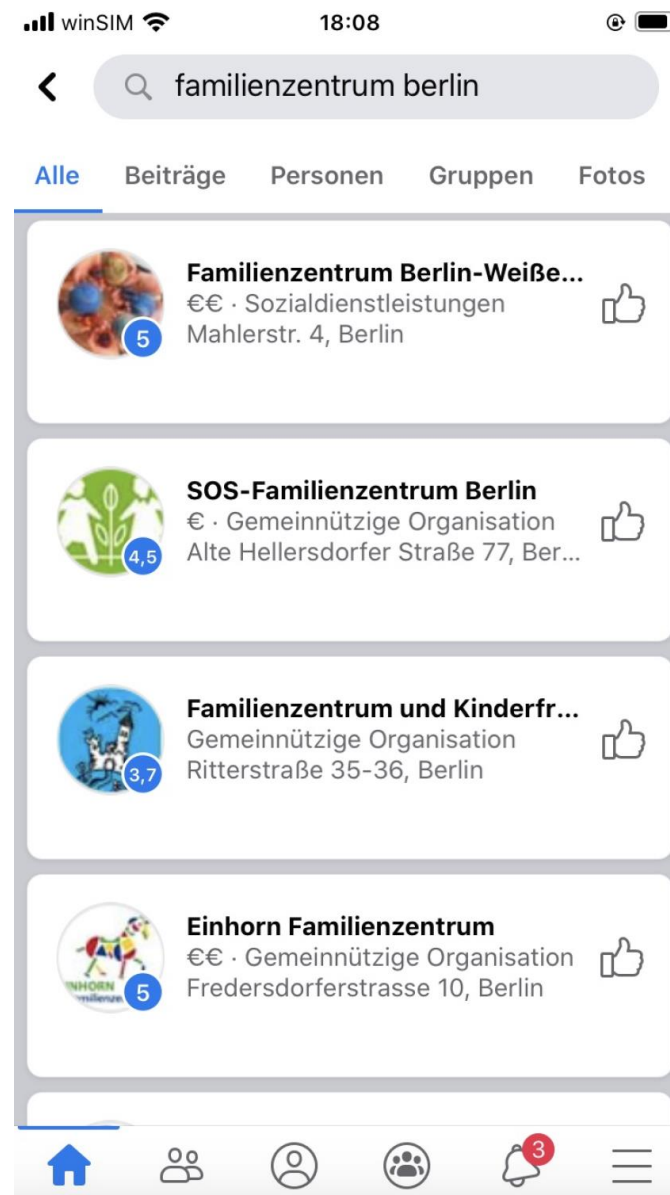 winSIM 18:08
familienzentrum berlin
Alle Beiträge Personen Gruppen Fotos
Familienzentrum Berlin-Weiße...
€€ · Sozialdienstleistungen
Mahlerstr. 4, Berlin
5
SOS-Familienzentrum Berlin
€ · Gemeinnützige Organisation
Alte Hellersdorfer Straße 77, Ber...
4,5
Familienzentrum und Kinderfr...
Gemeinnützige Organisation
Ritterstraße 35-36, Berlin
3,7
Einhorn Familienzentrum
€€ · Gemeinnützige Organisation
Fredersdorferstrasse 10, Berlin
5
3